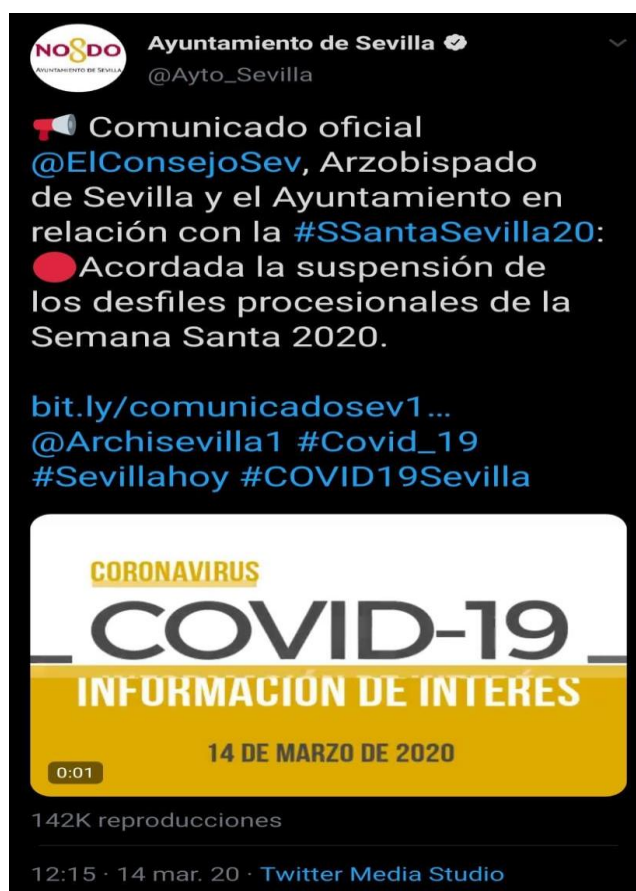 NO8DO
AYUNTAMIENTO DE SEVILLA
Ayuntamiento de Sevilla
@Ayto_Sevilla
Comunicado oficial
@ElConsejoSev, Arzobispado
de Sevilla y el Ayuntamiento en
relación con la #SSantaSevilla20:
Acordada la suspensión de
los desfiles procesionales de la
Semana Santa 2020.
bit.ly/comunicadosev1...
@Archisevilla1 #Covid_19
#Sevillahoy #COVID19Sevilla
CORONAVIRUS
_COVID-19_
INFORMACIÓN DE INTERÉS
14 DE MARZO DE 2020
0:01
142K reproducciones
12:15 · 14 mar. 20 · Twitter Media Studio